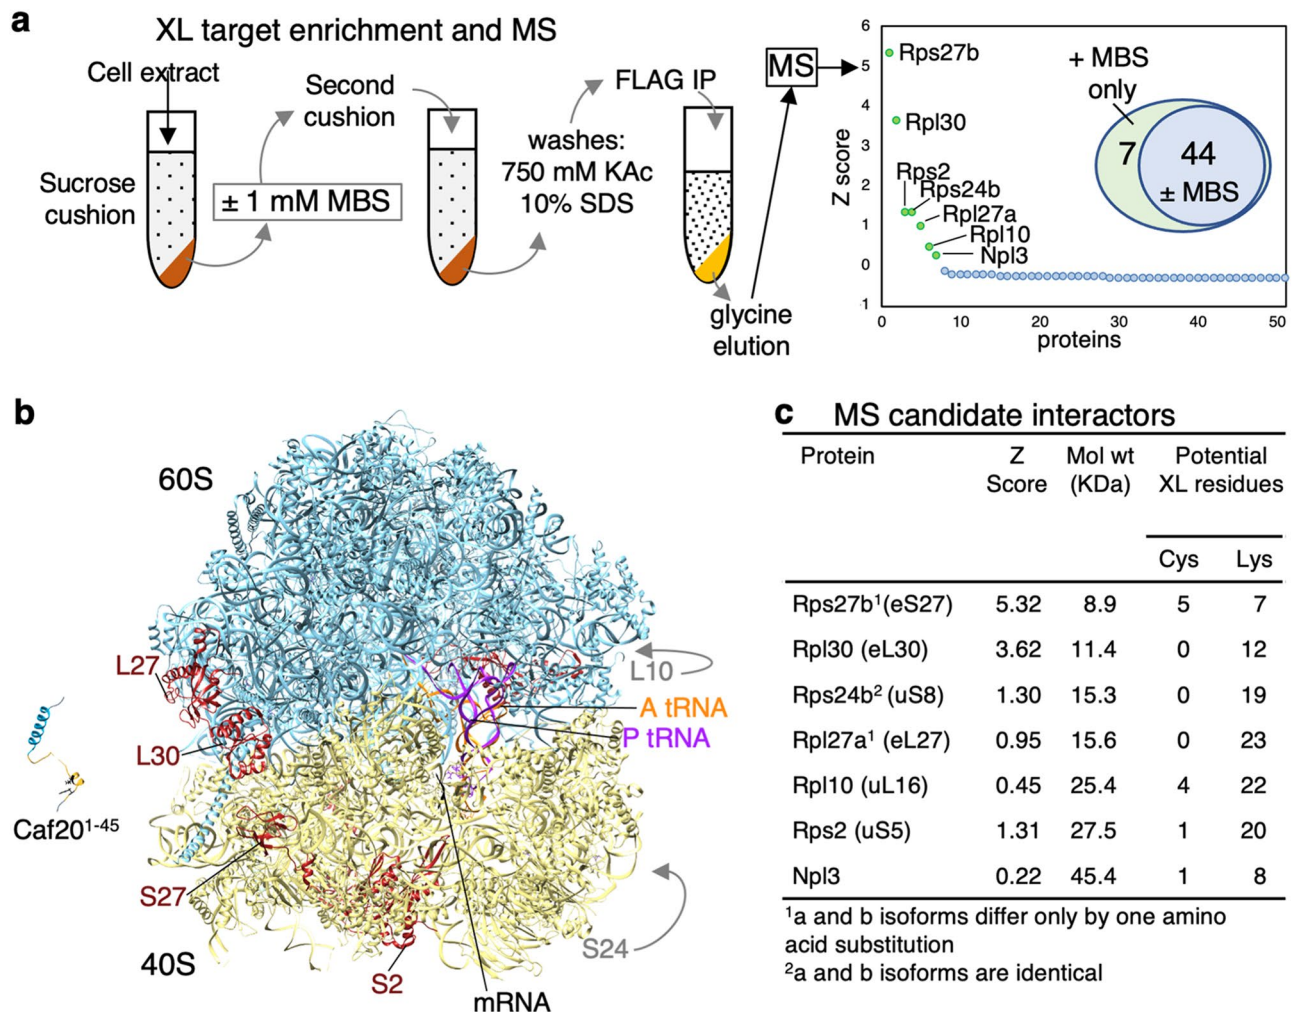 a
XL target enrichment and MS
Cell extract
Sucrose
cushion
± 1 mM MBS
Second
cushion
washes:
750 mM KAc
10% SDS
FLAG IP
glycine
elution
MS
6
5
4
3
2
1
0
1
Z score
0
10
20
30
40
50
proteins
Rps27b
Rpl30
Rps2
Rps24b
Rpl27a
Rpl10
Npl3
+ MBS
only
7
44
± MBS
b
60S
L27
L30
Caf20¹⁻⁴⁵
S27
40S
S2
mRNA
S24
L10
A tRNA
P tRNA
c MS candidate interactors
Protein Z Score Mol wt (KDa) Potential XL residues
Cys Lys
Rps27b¹(eS27) 5.32 8.9 5 7
Rpl30 (eL30) 3.62 11.4 0 12
Rps24b² (uS8) 1.30 15.3 0 19
Rpl27a¹ (eL27) 0.95 15.6 0 23
Rpl10 (uL16) 0.45 25.4 4 22
Rps2 (uS5) 1.31 27.5 1 20
Npl3 0.22 45.4 1 8
¹a and b isoforms differ only by one amino
acid substitution
²a and b isoforms are identical